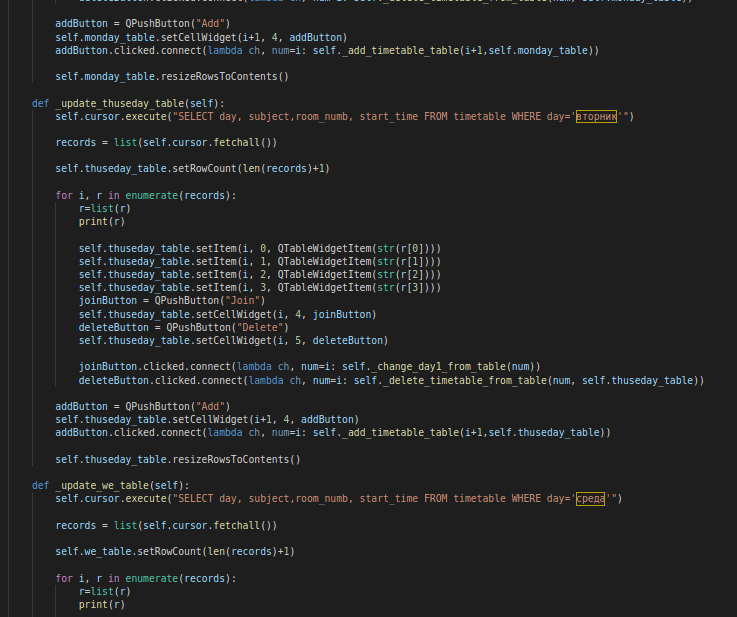 addButton = QPushButton("Add")
self.monday_table.setCellWidget(i+1, 4, addButton)
addButton.clicked.connect(lambda ch, num=i: self._add_timetable_table(i+1,self.monday_table))
self.monday_table.resizeRowsToContents()
def _update_thuseday_table(self):
self.cursor.execute("SELECT day, subject,room_numb, start_time FROM timetable WHERE day='вторник'")
records = list(self.cursor.fetchall())
self.thuseday_table.setRowCount(len(records)+1)
for i, r in enumerate(records):
r=list(r)
print(r)
self.thuseday_table.setItem(i, 0, QTableWidgetItem(str(r[0])))
self.thuseday_table.setItem(i, 1, QTableWidgetItem(str(r[1])))
self.thuseday_table.setItem(i, 2, QTableWidgetItem(str(r[2])))
self.thuseday_table.setItem(i, 3, QTableWidgetItem(str(r[3])))
joinButton = QPushButton("Join")
self.thuseday_table.setCellWidget(i, 4, joinButton)
deleteButton = QPushButton("Delete")
self.thuseday_table.setCellWidget(i, 5, deleteButton)
joinButton.clicked.connect(lambda ch, num=i: self._change_day1_from_table(num))
deleteButton.clicked.connect(lambda ch, num=i: self._delete_timetable_from_table(num, self.thuseday_table))
addButton = QPushButton("Add")
self.thuseday_table.setCellWidget(i+1, 4, addButton)
addButton.clicked.connect(lambda ch, num=i: self._add_timetable_table(i+1,self.thuseday_table))
self.thuseday_table.resizeRowsToContents()
def _update_we_table(self):
self.cursor.execute("SELECT day, subject,room_numb, start_time FROM timetable WHERE day='среда'")
records = list(self.cursor.fetchall())
self.we_table.setRowCount(len(records)+1)
for i, r in enumerate(records):
r=list(r)
print(r)